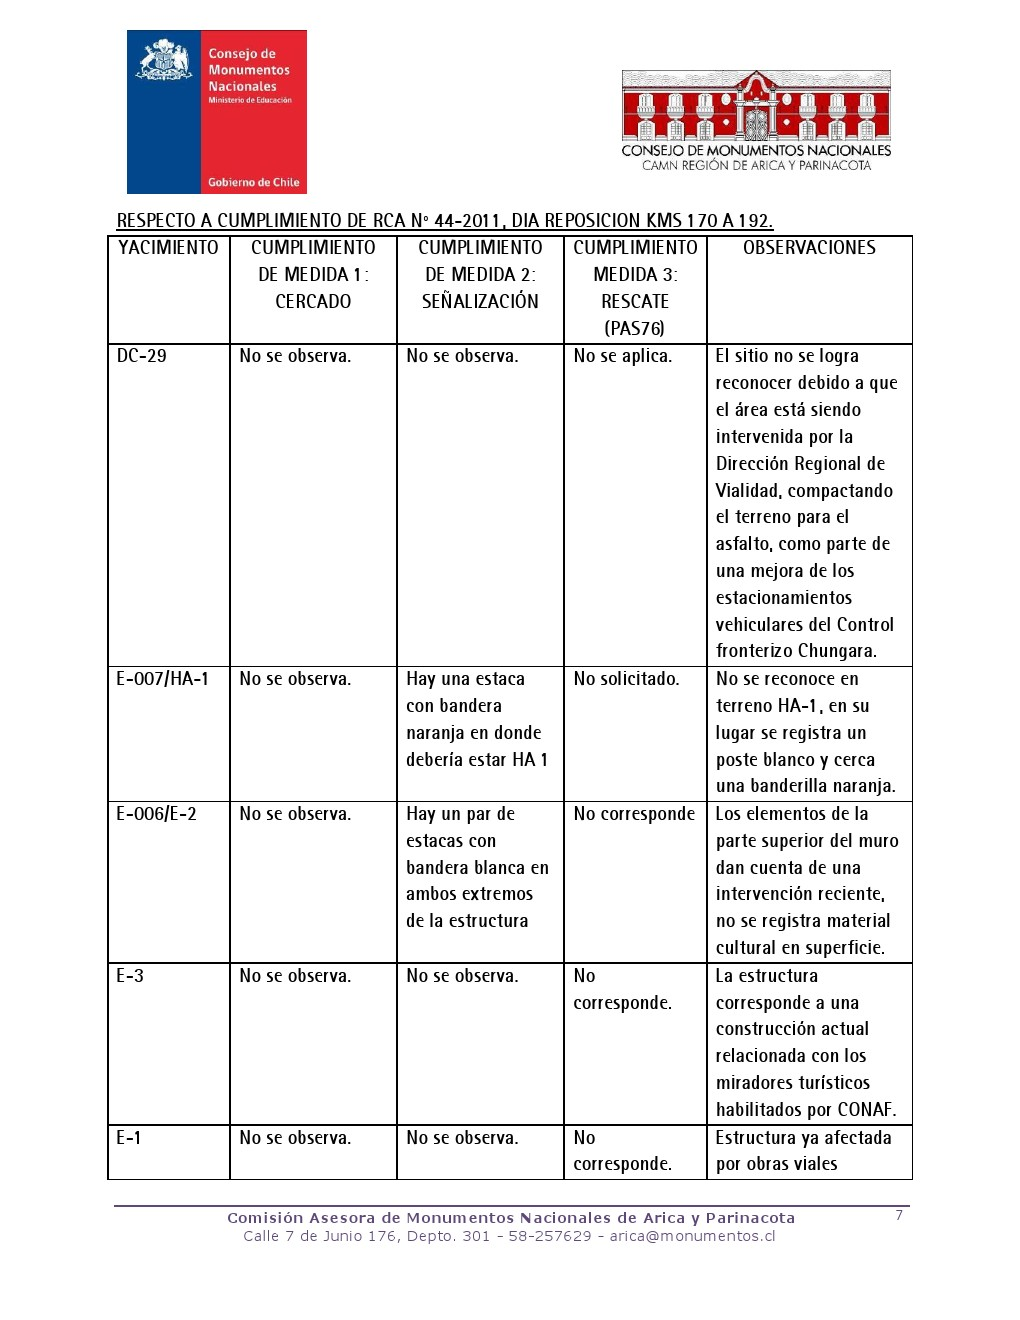 Consejo de
Monumentos
Nacionales
Ministerio de Educación
Gobierno de Chile
CONSEJO DE MONUMENTOS NACIONALES
CAMN REGIÓN DE ARICA Y PARINACOTA
RESPECTO A CUMPLIMIENTO DE RCA N° 44-2011, DIA REPOSICION KMS 170 A 192.
YACIMIENTO
CUMPLIMIENTO
DE MEDIDA 1:
CERCADO
CUMPLIMIENTO
DE MEDIDA 2:
SEÑALIZACIÓN
CUMPLIMIENTO
MEDIDA 3:
RESCATE
(PAS76)
OBSERVACIONES
DC-29
No se observa.
No se observa.
No se aplica.
El sitio no se logra
reconocer debido a que
el área está siendo
intervenida por la
Dirección Regional de
Vialidad, compactando
el terreno para el
asfalto, como parte de
una mejora de los
estacionamientos
vehiculares del Control
fronterizo Chungara.
E-007/HA-1
No se observa.
Hay una estaca
con bandera
naranja en donde
debería estar HA 1
No solicitado.
No se reconoce en
terreno HA-1, en su
lugar se registra un
poste blanco y cerca
una banderilla naranja.
E-006/E-2
No se observa.
Hay un par de
estacas con
bandera blanca en
ambos extremos
de la estructura
No corresponde
Los elementos de la
parte superior del muro
dan cuenta de una
intervención reciente,
no se registra material
cultural en superficie.
E-3
No se observa.
No se observa.
No
corresponde.
La estructura
corresponde a una
construcción actual
relacionada con los
miradores turísticos
habilitados por CONAF.
E-1
No se observa.
No se observa.
No
corresponde.
Estructura ya afectada
por obras viales
Comisión Asesora de Monumentos Nacionales de Arica y Parinacota
7
Calle 7 de Junio 176, Depto. 301 - 58-257629 - arica@monumentos.cl